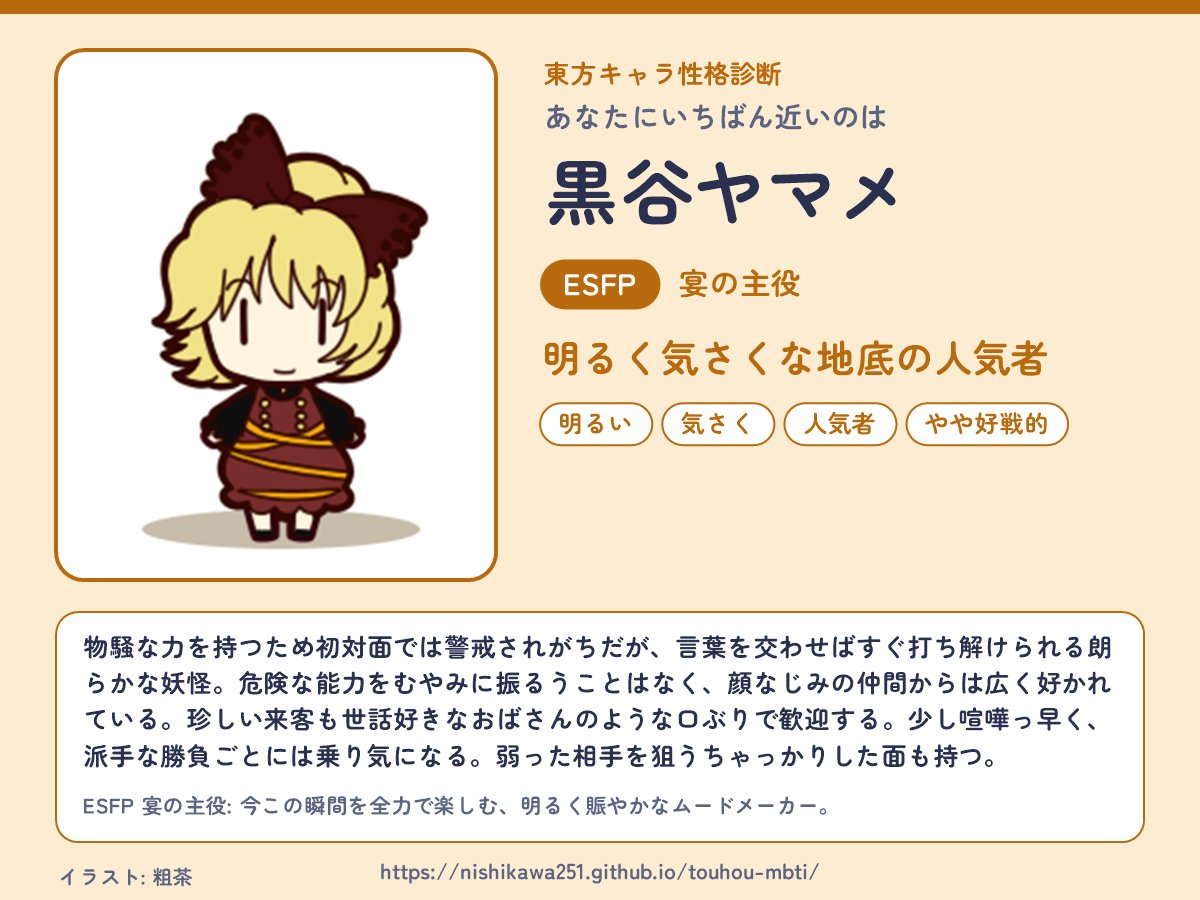 東方キャラ性格診断
あなたにいちばん近いのは
黒谷ヤマメ
ESFP 宴の主役
明るく気さくな地底の人気者
明るい 気さく 人気者 やや好戦的
物騒な力を持つため初対面では警戒されがちだが、言葉を交わせばすぐ打ち解けられる朗
らかな妖怪。危険な能力をむやみに振るうことはなく、顔なじみの仲間からは広く好かれ
ている。珍しい来客も世話好きなおばさんのような口ぶりで歓迎する。少し喧嘩っ早く、
派手な勝負ごとには乗り気になる。弱った相手を狙うちゃっかりした面も持つ。
ESFP 宴の主役: 今この瞬間を全力で楽しむ、明るく賑やかなムードメーカー。
イラスト: 粗茶
https://nishikawa251.github.io/touhou-mbti/